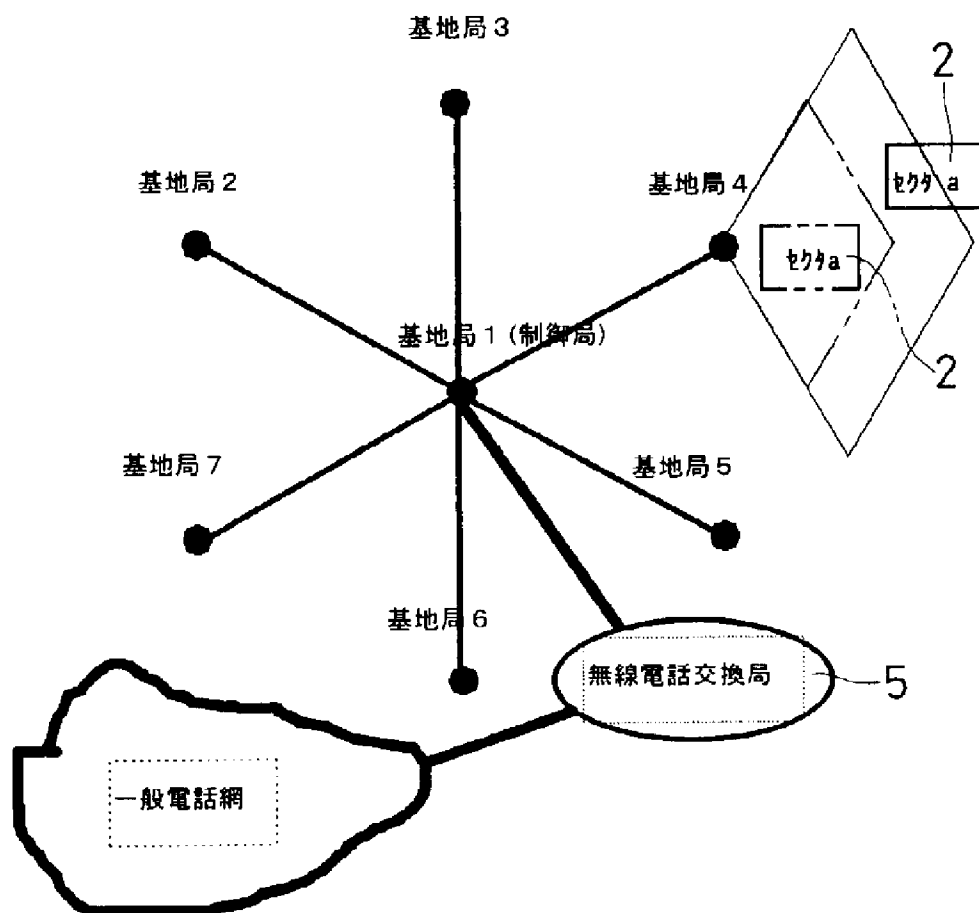 基地局3
2
基地局2
基地局4
セクタa
セクタa
基地局1(制御局)
2
基地局7
基地局5
基地局6
無線電話交換局
5
一般電話網